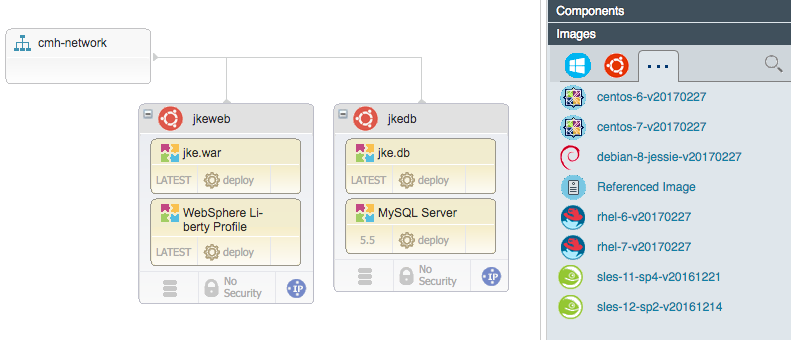 cmh-network
jkeweb
jke.war
LATEST
deploy
WebSphere Li-
berty Profile
LATEST
deploy
No
Security
IP
jkedb
jke.db
LATEST
deploy
MySQL Server
5.5
deploy
No
Security
IP
Components
Images
...
centos-6-v20170227
centos-7-v20170227
debian-8-jessie-v20170227
Referenced Image
rhel-6-v20170227
rhel-7-v20170227
sles-11-sp4-v20161221
sles-12-sp2-v20161214